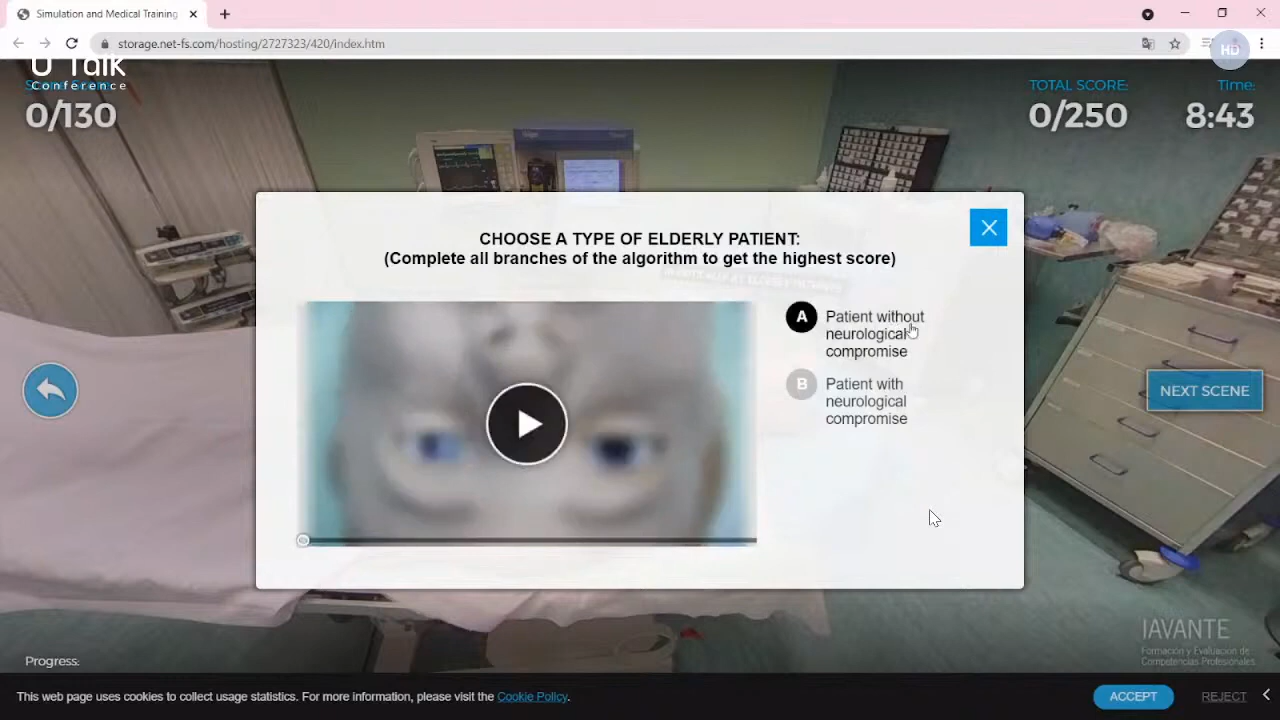 Simulation and Medical Training
storage.net-fs.com/hosting/2727323/420/index.htm
HD
U Talk
Conference
0/130
TOTAL SCORE:
0/250
Time:
8:43
CHOOSE A TYPE OF ELDERLY PATIENT:
(Complete all branches of the algorithm to get the highest score)
A
Patient without
neurological
compromise
B
Patient with
neurological
compromise
NEXT SCENE
IAVANTE
Formación y Evaluación de
Competencias Profesionales
Progress:
This web page uses cookies to collect usage statistics. For more information, please visit the Cookie Policy.
ACCEPT
REJECT